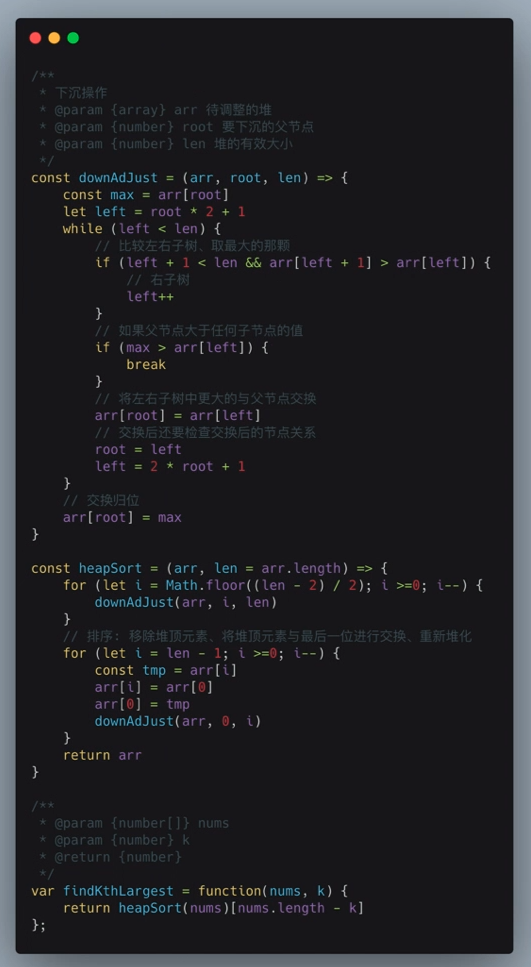 /**
 * 下沉操作
 * @param {array} arr 待调整的堆
 * @param {number} root 要下沉的父节点
 * @param {number} len 堆的有效大小
 */
const downAdJust = (arr, root, len) => {
    const max = arr[root]
    let left = root * 2 + 1
    while (left < len) {
        // 比较左右子树、取最大的那颗
        if (left + 1 < len && arr[left + 1] > arr[left]) {
            // 右子树
            left++
        }
        // 如果父节点大于任何子节点的值
        if (max > arr[left]) {
            break
        }
        // 将左右子树中更大的与父节点交换
        arr[root] = arr[left]
        // 交换后还要检查交换后的节点关系
        root = left
        left = 2 * root + 1
    }
    // 交换归位
    arr[root] = max
}

const heapSort = (arr, len = arr.length) => {
    for (let i = Math.floor((len - 2) / 2); i >=0; i--) {
        downAdJust(arr, i, len)
    }
    // 排序: 移除堆顶元素、将堆顶元素与最后一位进行交换、重新堆化
    for (let i = len - 1; i >=0; i--) {
        const tmp = arr[i]
        arr[i] = arr[0]
        arr[0] = tmp
        downAdJust(arr, 0, i)
    }
    return arr
}

/**
 * @param {number[]} nums
 * @param {number} k
 * @return {number}
 */
var findKthLargest = function(nums, k) {
    return heapSort(nums)[nums.length - k]
};